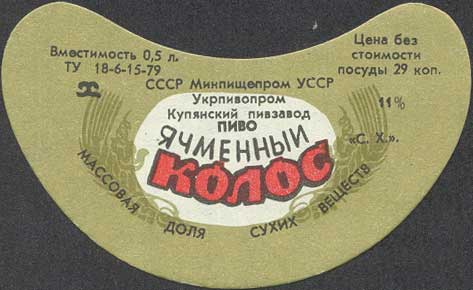 Вместимость 0,5 л.
ТУ 18-6-15-79
Цена без
стоимости
посуды 29 коп.
СССР Минпищепром УССР
Укрпивопром
Купянский пивзавод
ПИВО
ЯЧМЕННЫЙ
КОЛОС
11%
«С. Х.».
МАССОВАЯ ДОЛЯ СУХИХ ВЕЩЕСТВ